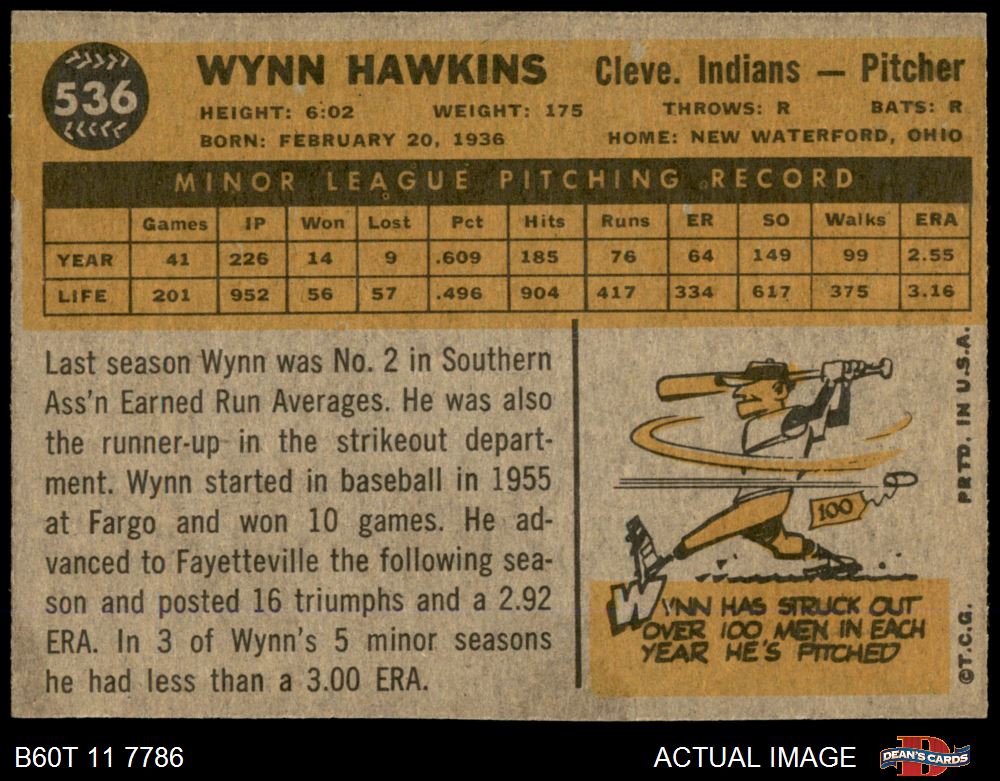 536
WYNN HAWKINS Cleve. Indians — Pitcher
HEIGHT: 6:02 WEIGHT: 175 THROWS: R BATS: R
BORN: FEBRUARY 20, 1936 HOME: NEW WATERFORD, OHIO
MINOR LEAGUE PITCHING RECORD
Games IP Won Lost Pct Hits Runs ER SO Walks ERA
YEAR 41 226 14 9 .609 185 76 64 149 99 2.55
LIFE 201 952 56 57 .496 904 417 334 617 375 3.16
Last season Wynn was No. 2 in Southern
Ass'n Earned Run Averages. He was also
the runner-up in the strikeout depart-
ment. Wynn started in baseball in 1955
at Fargo and won 10 games. He ad-
vanced to Fayetteville the following sea-
son and posted 16 triumphs and a 2.92
ERA. In 3 of Wynn's 5 minor seasons
he had less than a 3.00 ERA.
100
WYNN HAS STRUCK OUT
OVER 100 MEN IN EACH
YEAR HE'S PITCHED
©T.C.G. PRTD. IN U.S.A.
B60T 11 7786 ACTUAL IMAGE DEAN'S CARDS